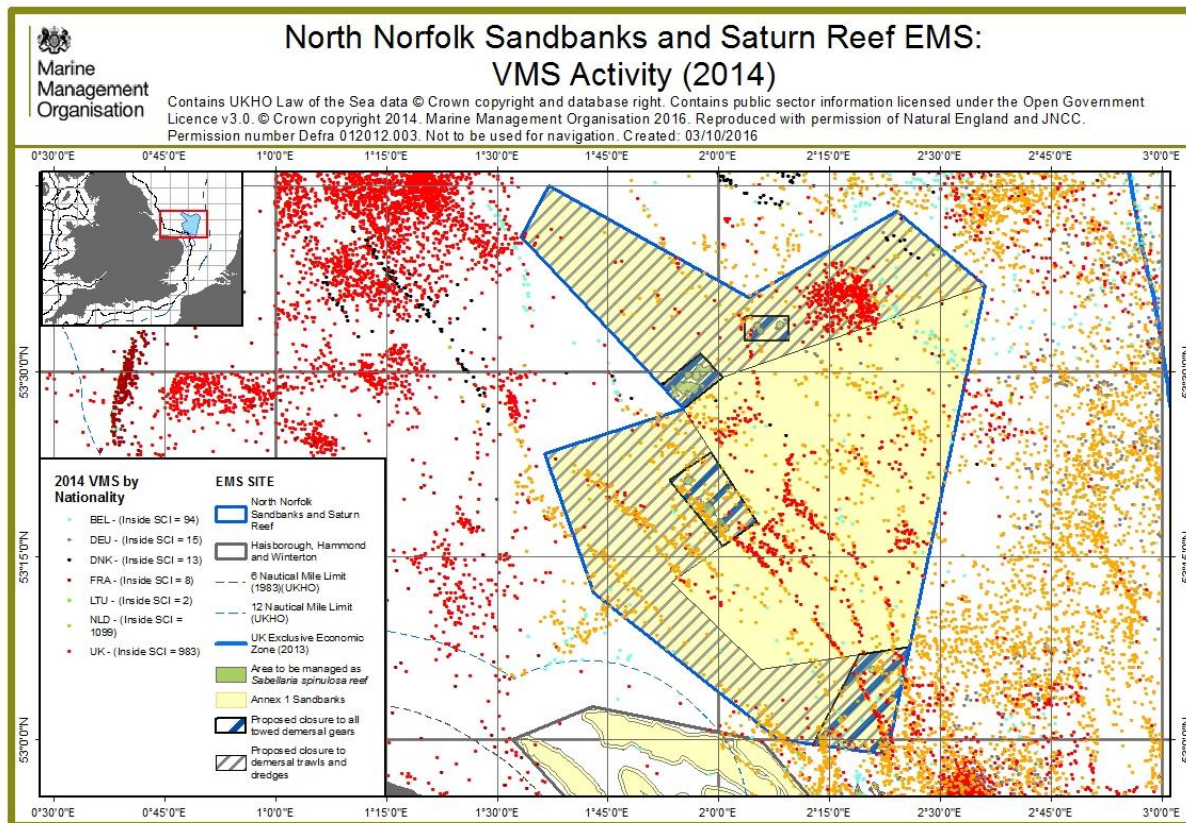 Marine
Management
Organisation
North Norfolk Sandbanks and Saturn Reef EMS:
VMS Activity (2014)
Contains UKHO Law of the Sea data © Crown copyright and database right. Contains public sector information licensed under the Open Government
Licence v3.0. © Crown copyright 2014. Marine Management Organisation 2016. Reproduced with permission of Natural England and JNCC.
Permission number Defra 012012.003. Not to be used for navigation. Created: 03/10/2016
0°30'0"E 0°45'0"E 1°0'0"E 1°15'0"E 1°30'0"E 1°45'0"E 2°0'0"E 2°15'0"E 2°30'0"E 2°45'0"E 3°0'0"E
53°30'0"N 53°30'0"N
53°15'0"N 53°15'0"N
53°0'0"N 53°0'0"N
2014 VMS by
Nationality
BEL - (Inside SCI = 94)
DEU - (Inside SCI = 15)
DNK - (Inside SCI = 13)
FRA - (Inside SCI = 8)
LTU - (Inside SCI = 2)
NLD - (Inside SCI =
1099)
UK - (Inside SCI = 983)
EMS SITE
North Norfolk
Sandbanks and Saturn
Reef
Haisborough, Hammond
and Winterton
6 Nautical Mile Limit
(1983)(UKHO)
12 Nautical Mile Limit
(UKHO)
UK Exclusive Economic
Zone (2013)
Area to be managed as
Sabellaria spinulosa reef
Annex 1 Sandbanks
Proposed closure to all
towed demersal gears
Proposed closure to
demersal trawls and
dredges
0°30'0"E 0°45'0"E 1°0'0"E 1°15'0"E 1°30'0"E 1°45'0"E 2°0'0"E 2°15'0"E 2°30'0"E 2°45'0"E 3°0'0"E